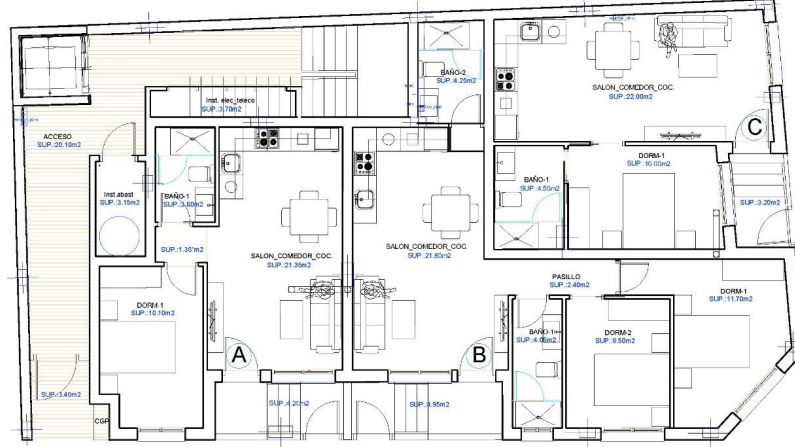 BAÑO-2
SUP.:4.25m2
SALON_COMEDOR_COC.
SUP.:22.00m2
Inst. elec_teleco
SUP.:3.70m2
C
ACCESO
SUP.:20.10m2
DORM-1
SUP.:10.00m2
BAÑO-1
SUP.:4.50m2
Inst.abast
SUP.:3.15m2
BAÑO-1
SUP.:3.60m2
SUP.:3.20m2
SUP.:1.35m2
SALON_COMEDOR_COC.
SUP.:21.35m2
SALON_COMEDOR_COC.
SUP.:21.80m2
PASILLO
SUP.:2.40m2
DORM-1
SUP.:10.10m2
DORM-1
SUP.:11.70m2
BAÑO-1
SUP.:4.05m2
DORM-2
SUP.:8.50m2
A
B
SUP.:3.40m2
SUP.:4.20m2
SUP.:4.95m2
CGP